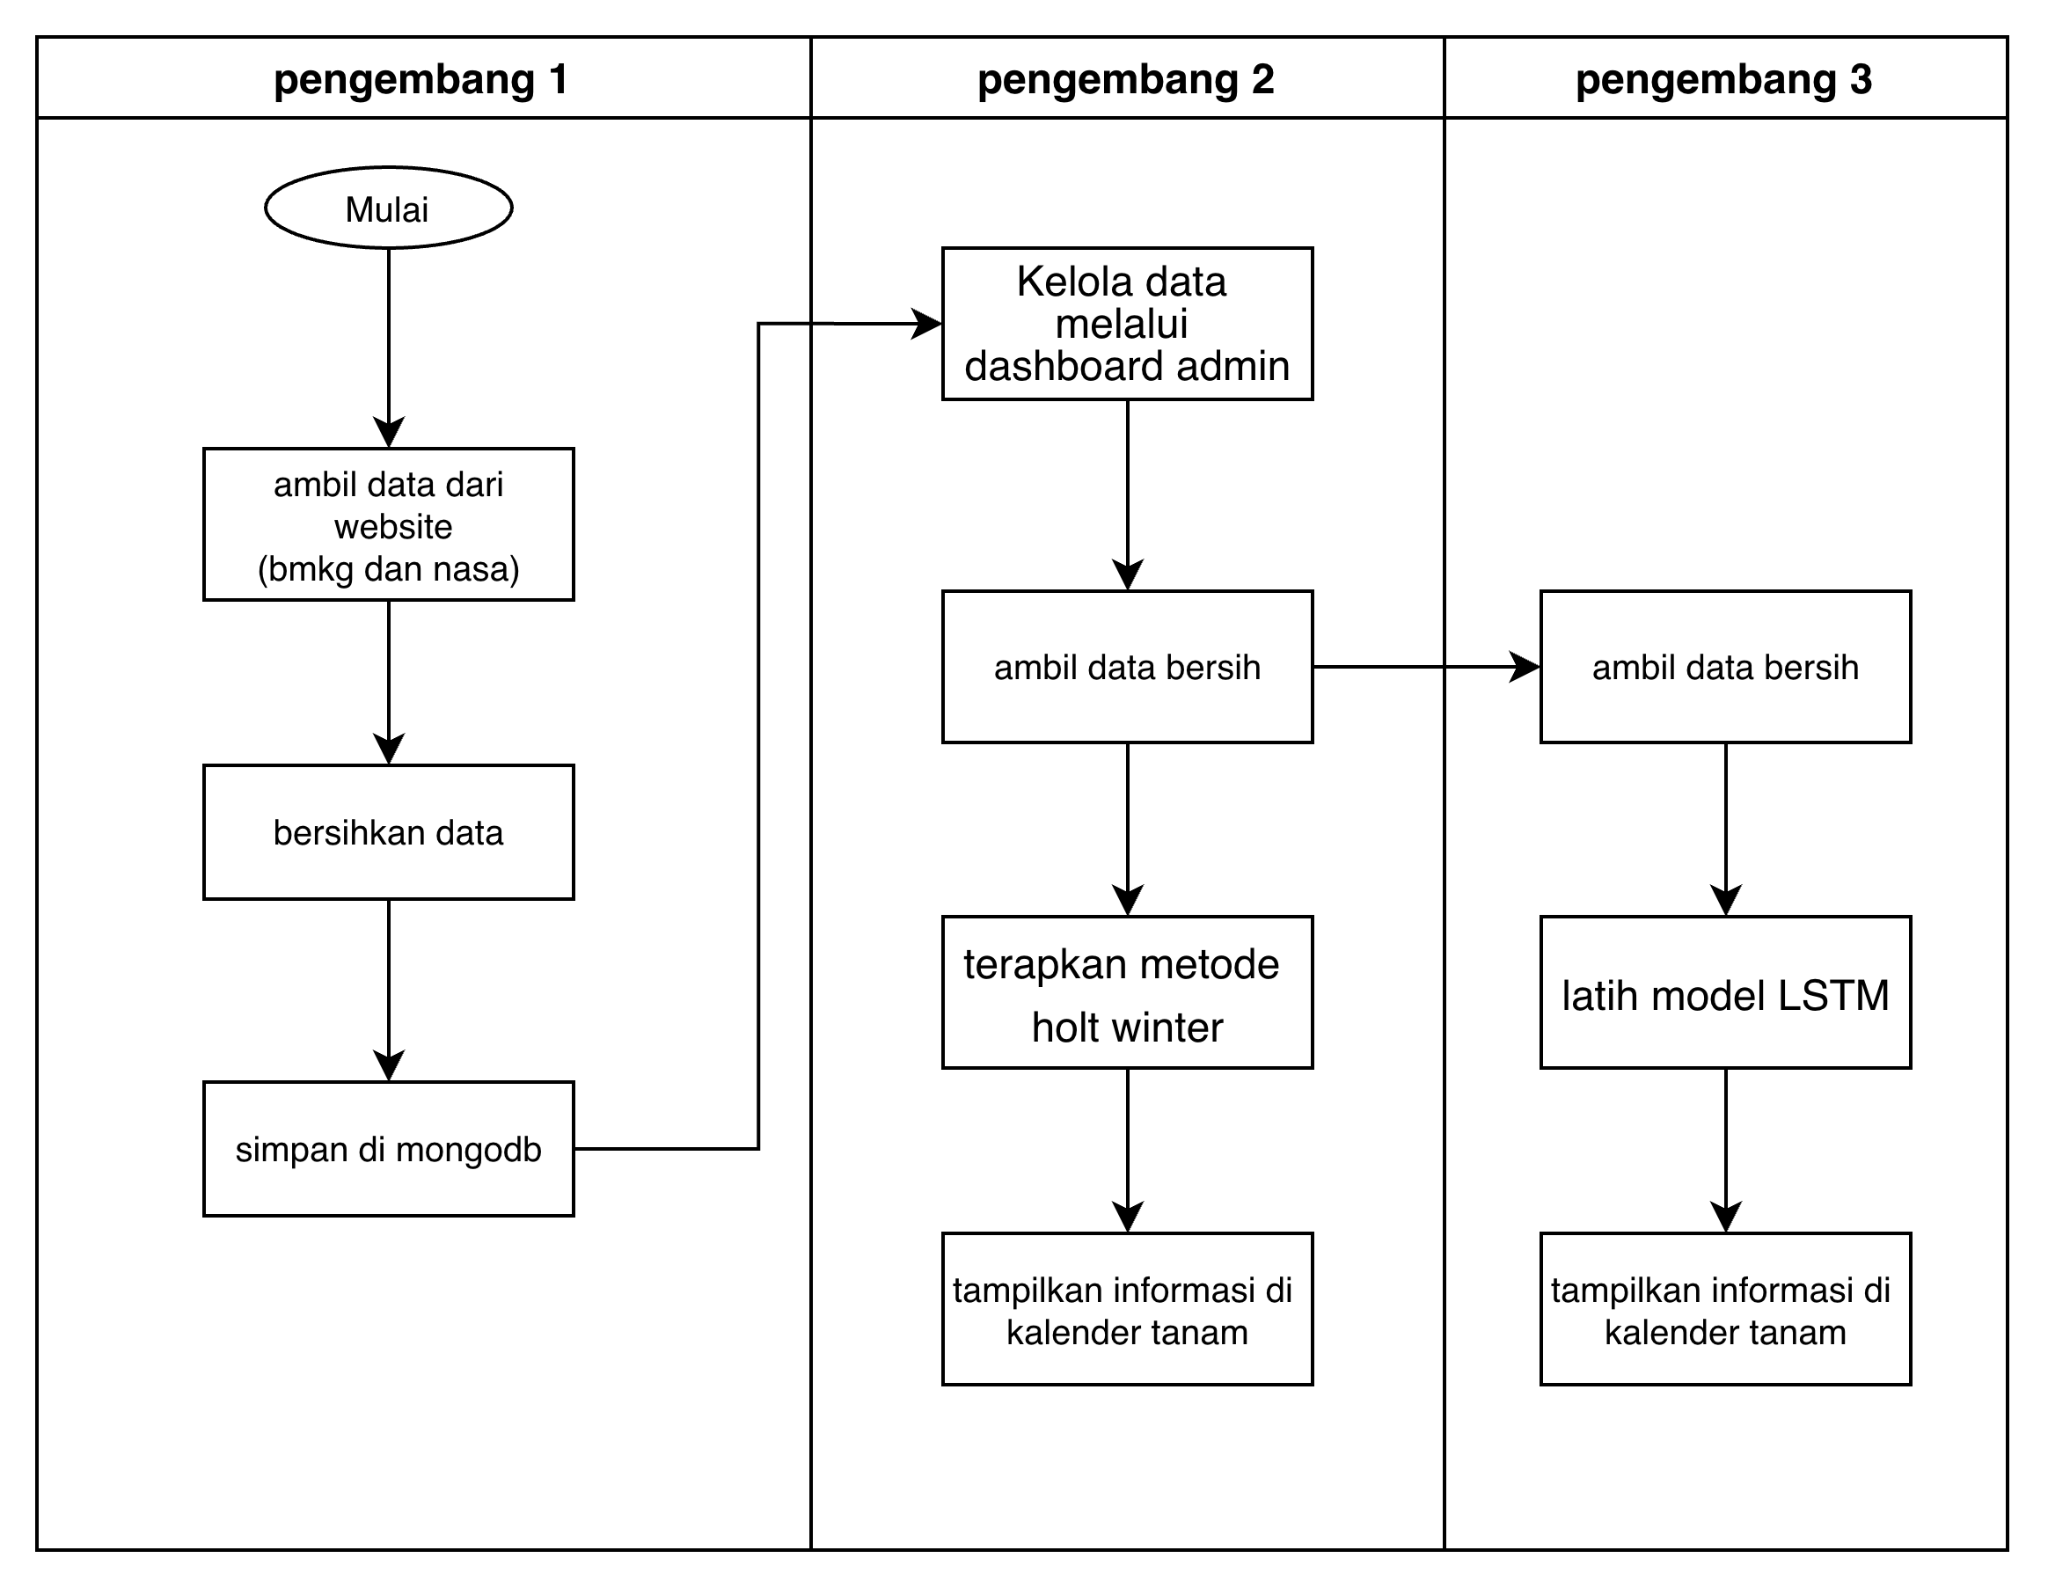 pengembang 1
pengembang 2
pengembang 3
Mulai
ambil data dari
website
(bmkg dan nasa)
bersihkan data
simpan di mongodb
Kelola data
melalui
dashboard admin
ambil data bersih
terapkan metode
holt winter
tampilkan informasi di
kalender tanam
ambil data bersih
latih model LSTM
tampilkan informasi di
kalender tanam